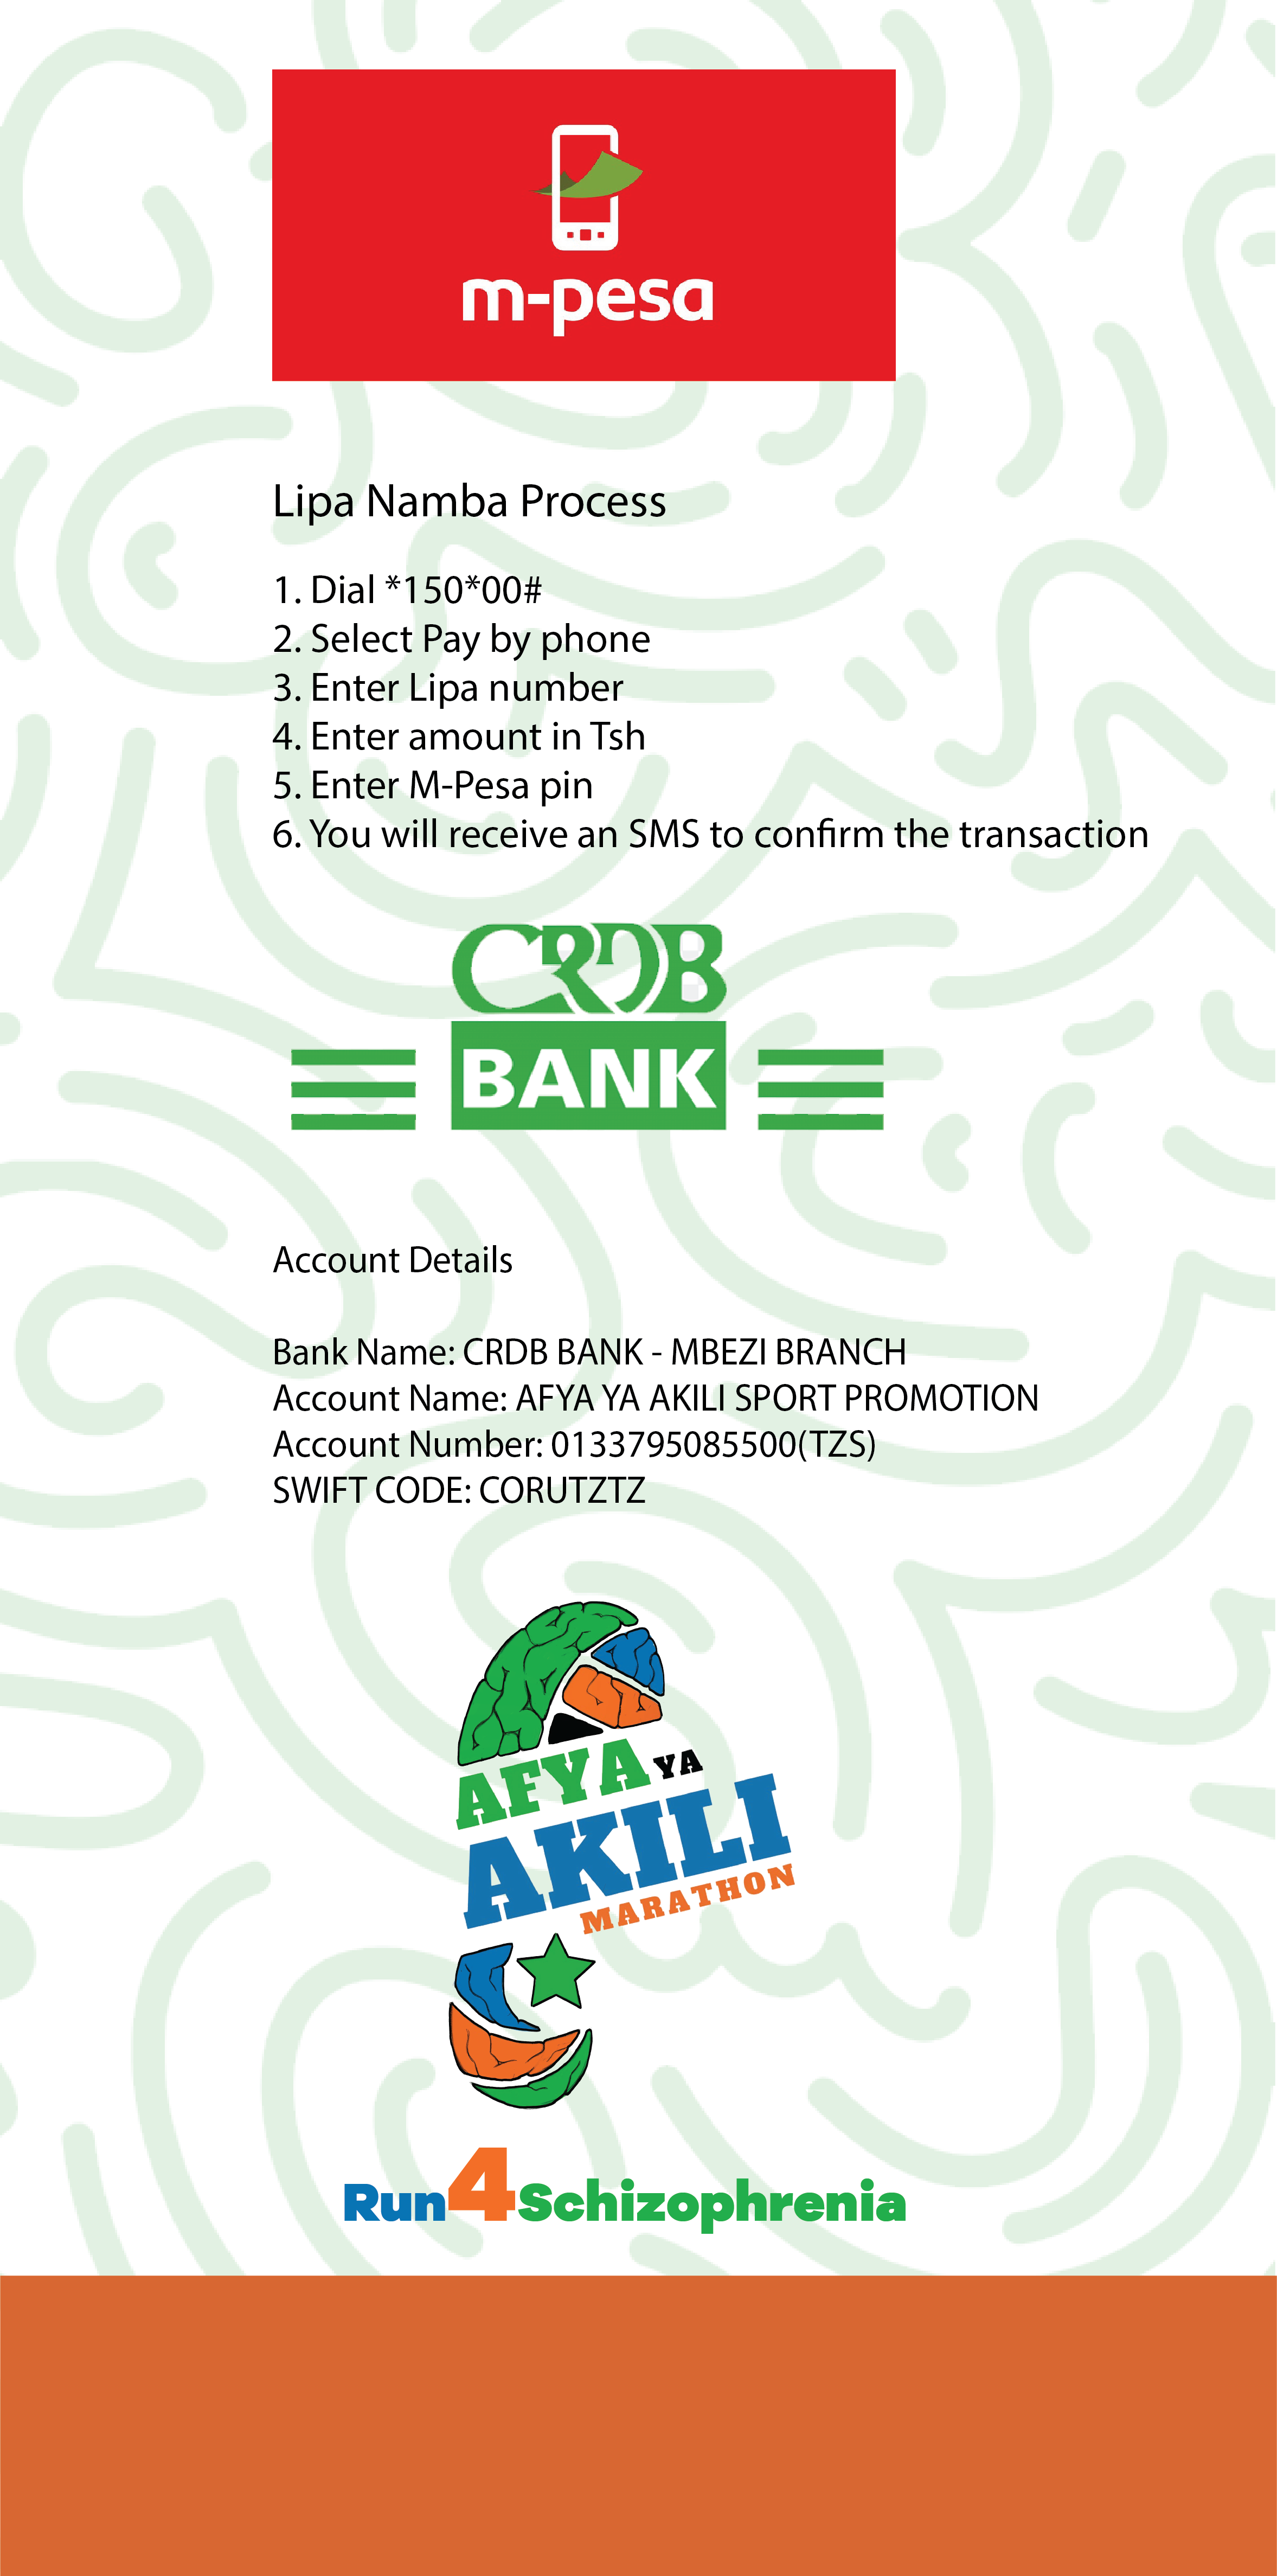 m-pesa
Lipa Namba Process
1. Dial *150*00#
2. Select Pay by phone
3. Enter Lipa number
4. Enter amount in Tsh
5. Enter M-Pesa pin
6. You will receive an SMS to confirm the transaction
CRDB
BANK
Account Details
Bank Name: CRDB BANK - MBEZI BRANCH
Account Name: AFYA YA AKILI SPORT PROMOTION
Account Number: 0133795085500(TZS)
SWIFT CODE: CORUTZTZ
AFYA YA
AKILI
MARATHON
Run4Schizophrenia